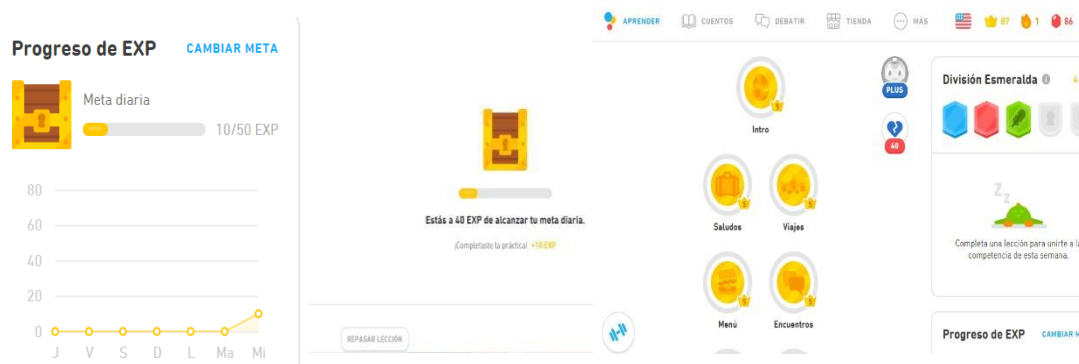 Progreso de EXP CAMBIAR META
Meta diaria
10/50 EXP
80
60
40
20
0
J V S D L Ma Mi
Estás a 40 EXP de alcanzar tu meta diaria.
¡Completaste la práctica! +10 EXP
REPASAR LECCIÓN
APRENDER CUENTOS DEBATIR TIENDA MÁS 87 1 86
PLUS
40
Intro
Saludos Viajes
Menú Encuentros
División Esmeralda
Completa una lección para unirte a la
competencia de esta semana.
Progreso de EXP CAMBIAR